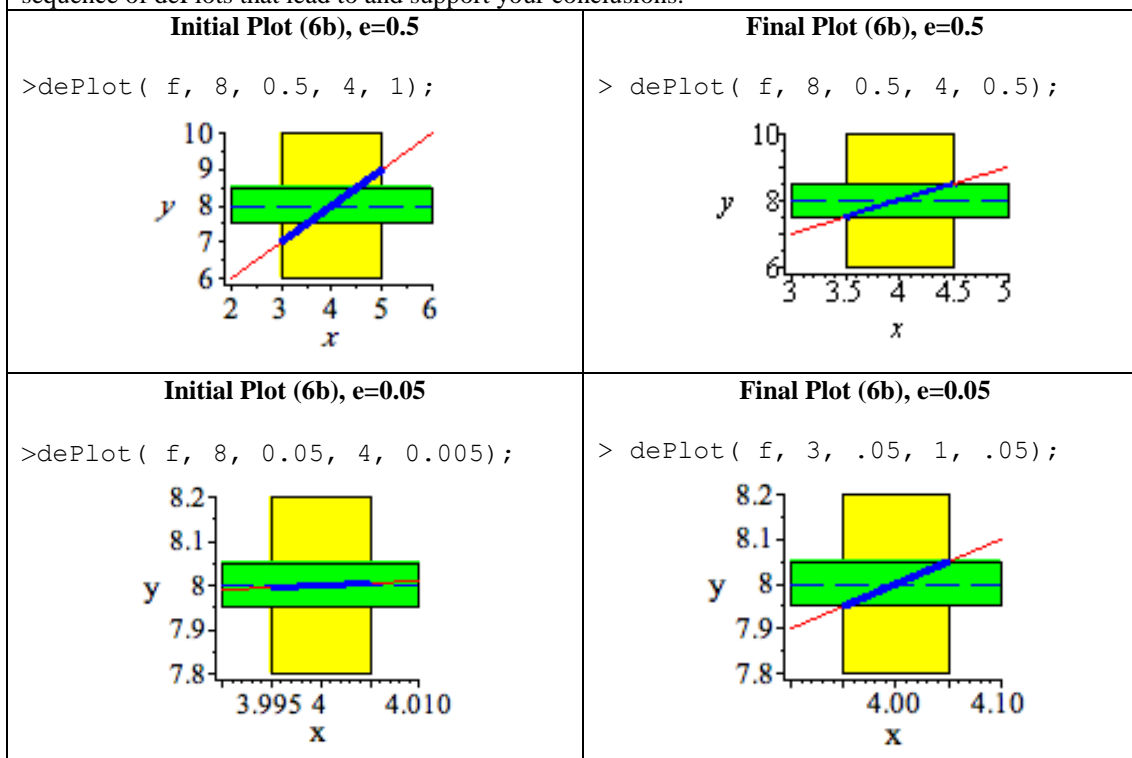 sequence of dePlots that lead to and support your conclusions.
Initial Plot (6b), e=0.5
>dePlot( f, 8, 0.5, 4, 1);
10
9
8
7
6
y
2 3 4 5 6
x
Final Plot (6b), e=0.5
> dePlot( f, 8, 0.5, 4, 0.5);
10
8
6
y
3 3.5 4 4.5 5
x
Initial Plot (6b), e=0.05
>dePlot( f, 8, 0.05, 4, 0.005);
8.2
8.1
8
7.9
7.8
y
3.995 4 4.010
x
Final Plot (6b), e=0.05
> dePlot( f, 3, .05, 1, .05);
8.2
8.1
8
7.9
7.8
y
4.00 4.10
x